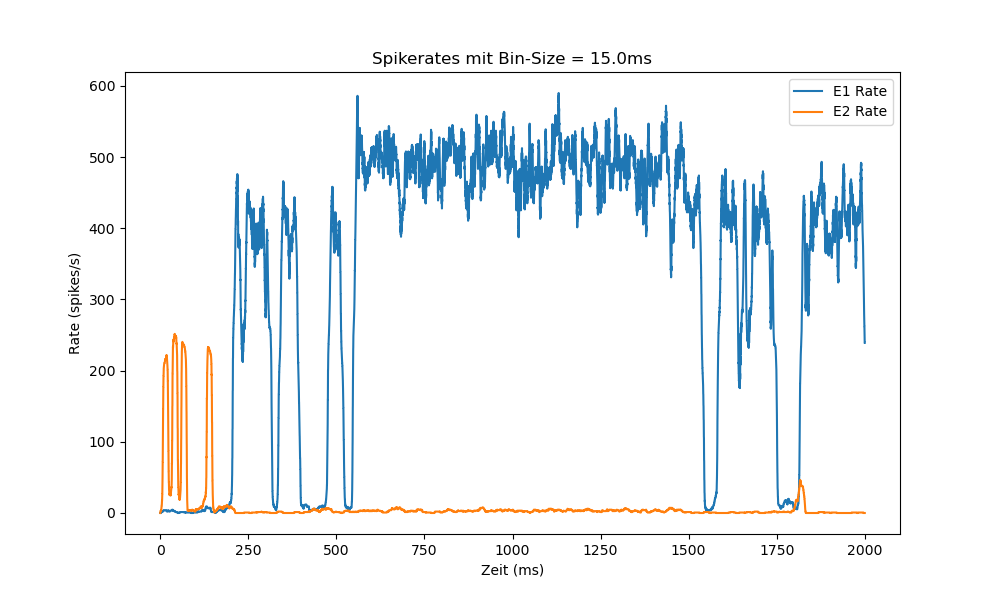 Spikerates mit Bin-Size = 15.0ms
E1 Rate
E2 Rate
600
500
400
300
200
100
0
Rate (spikes/s)
0 250 500 750 1000 1250 1500 1750 2000
Zeit (ms)